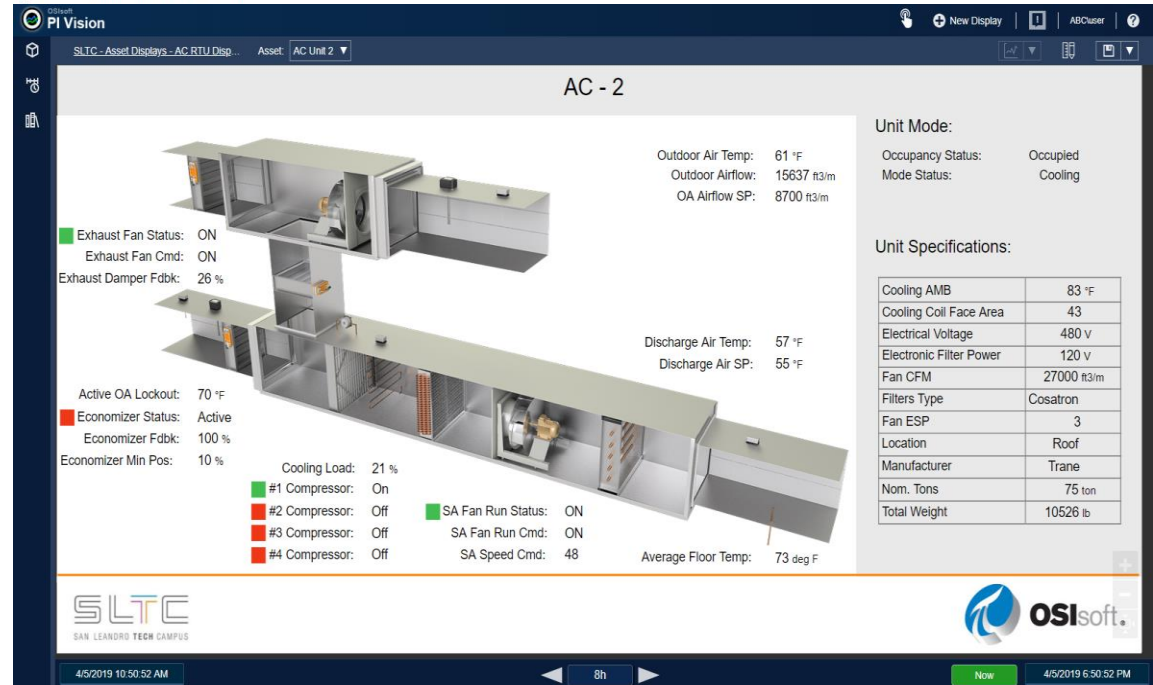 OSIsoft
PI Vision
New Display
ABC\user
SLTC - Asset Displays - AC RTU Disp...
Asset: AC Unit 2
AC - 2
Outdoor Air Temp: 61 °F
Outdoor Airflow: 15637 ft3/m
OA Airflow SP: 8700 ft3/m
Exhaust Fan Status: ON
Exhaust Fan Cmd: ON
Exhaust Damper Fdbk: 26 %
Discharge Air Temp: 57 °F
Discharge Air SP: 55 °F
Active OA Lockout: 70 °F
Economizer Status: Active
Economizer Fdbk: 100 %
Economizer Min Pos: 10 %
Cooling Load: 21 %
#1 Compressor: On
#2 Compressor: Off
#3 Compressor: Off
#4 Compressor: Off
SA Fan Run Status: ON
SA Fan Run Cmd: ON
SA Speed Cmd: 48
Average Floor Temp: 73 deg F
Unit Mode:
Occupancy Status: Occupied
Mode Status: Cooling
Unit Specifications:
Cooling AMB 83 °F
Cooling Coil Face Area 43
Electrical Voltage 480 V
Electronic Filter Power 120 V
Fan CFM 27000 ft3/m
Filters Type Cosatron
Fan ESP 3
Location Roof
Manufacturer Trane
Nom. Tons 75 ton
Total Weight 10526 lb
SLTC
SAN LEANDRO TECH CAMPUS
OSIsoft.
4/5/2019 10:50:52 AM
8h
Now
4/5/2019 6:50:52 PM